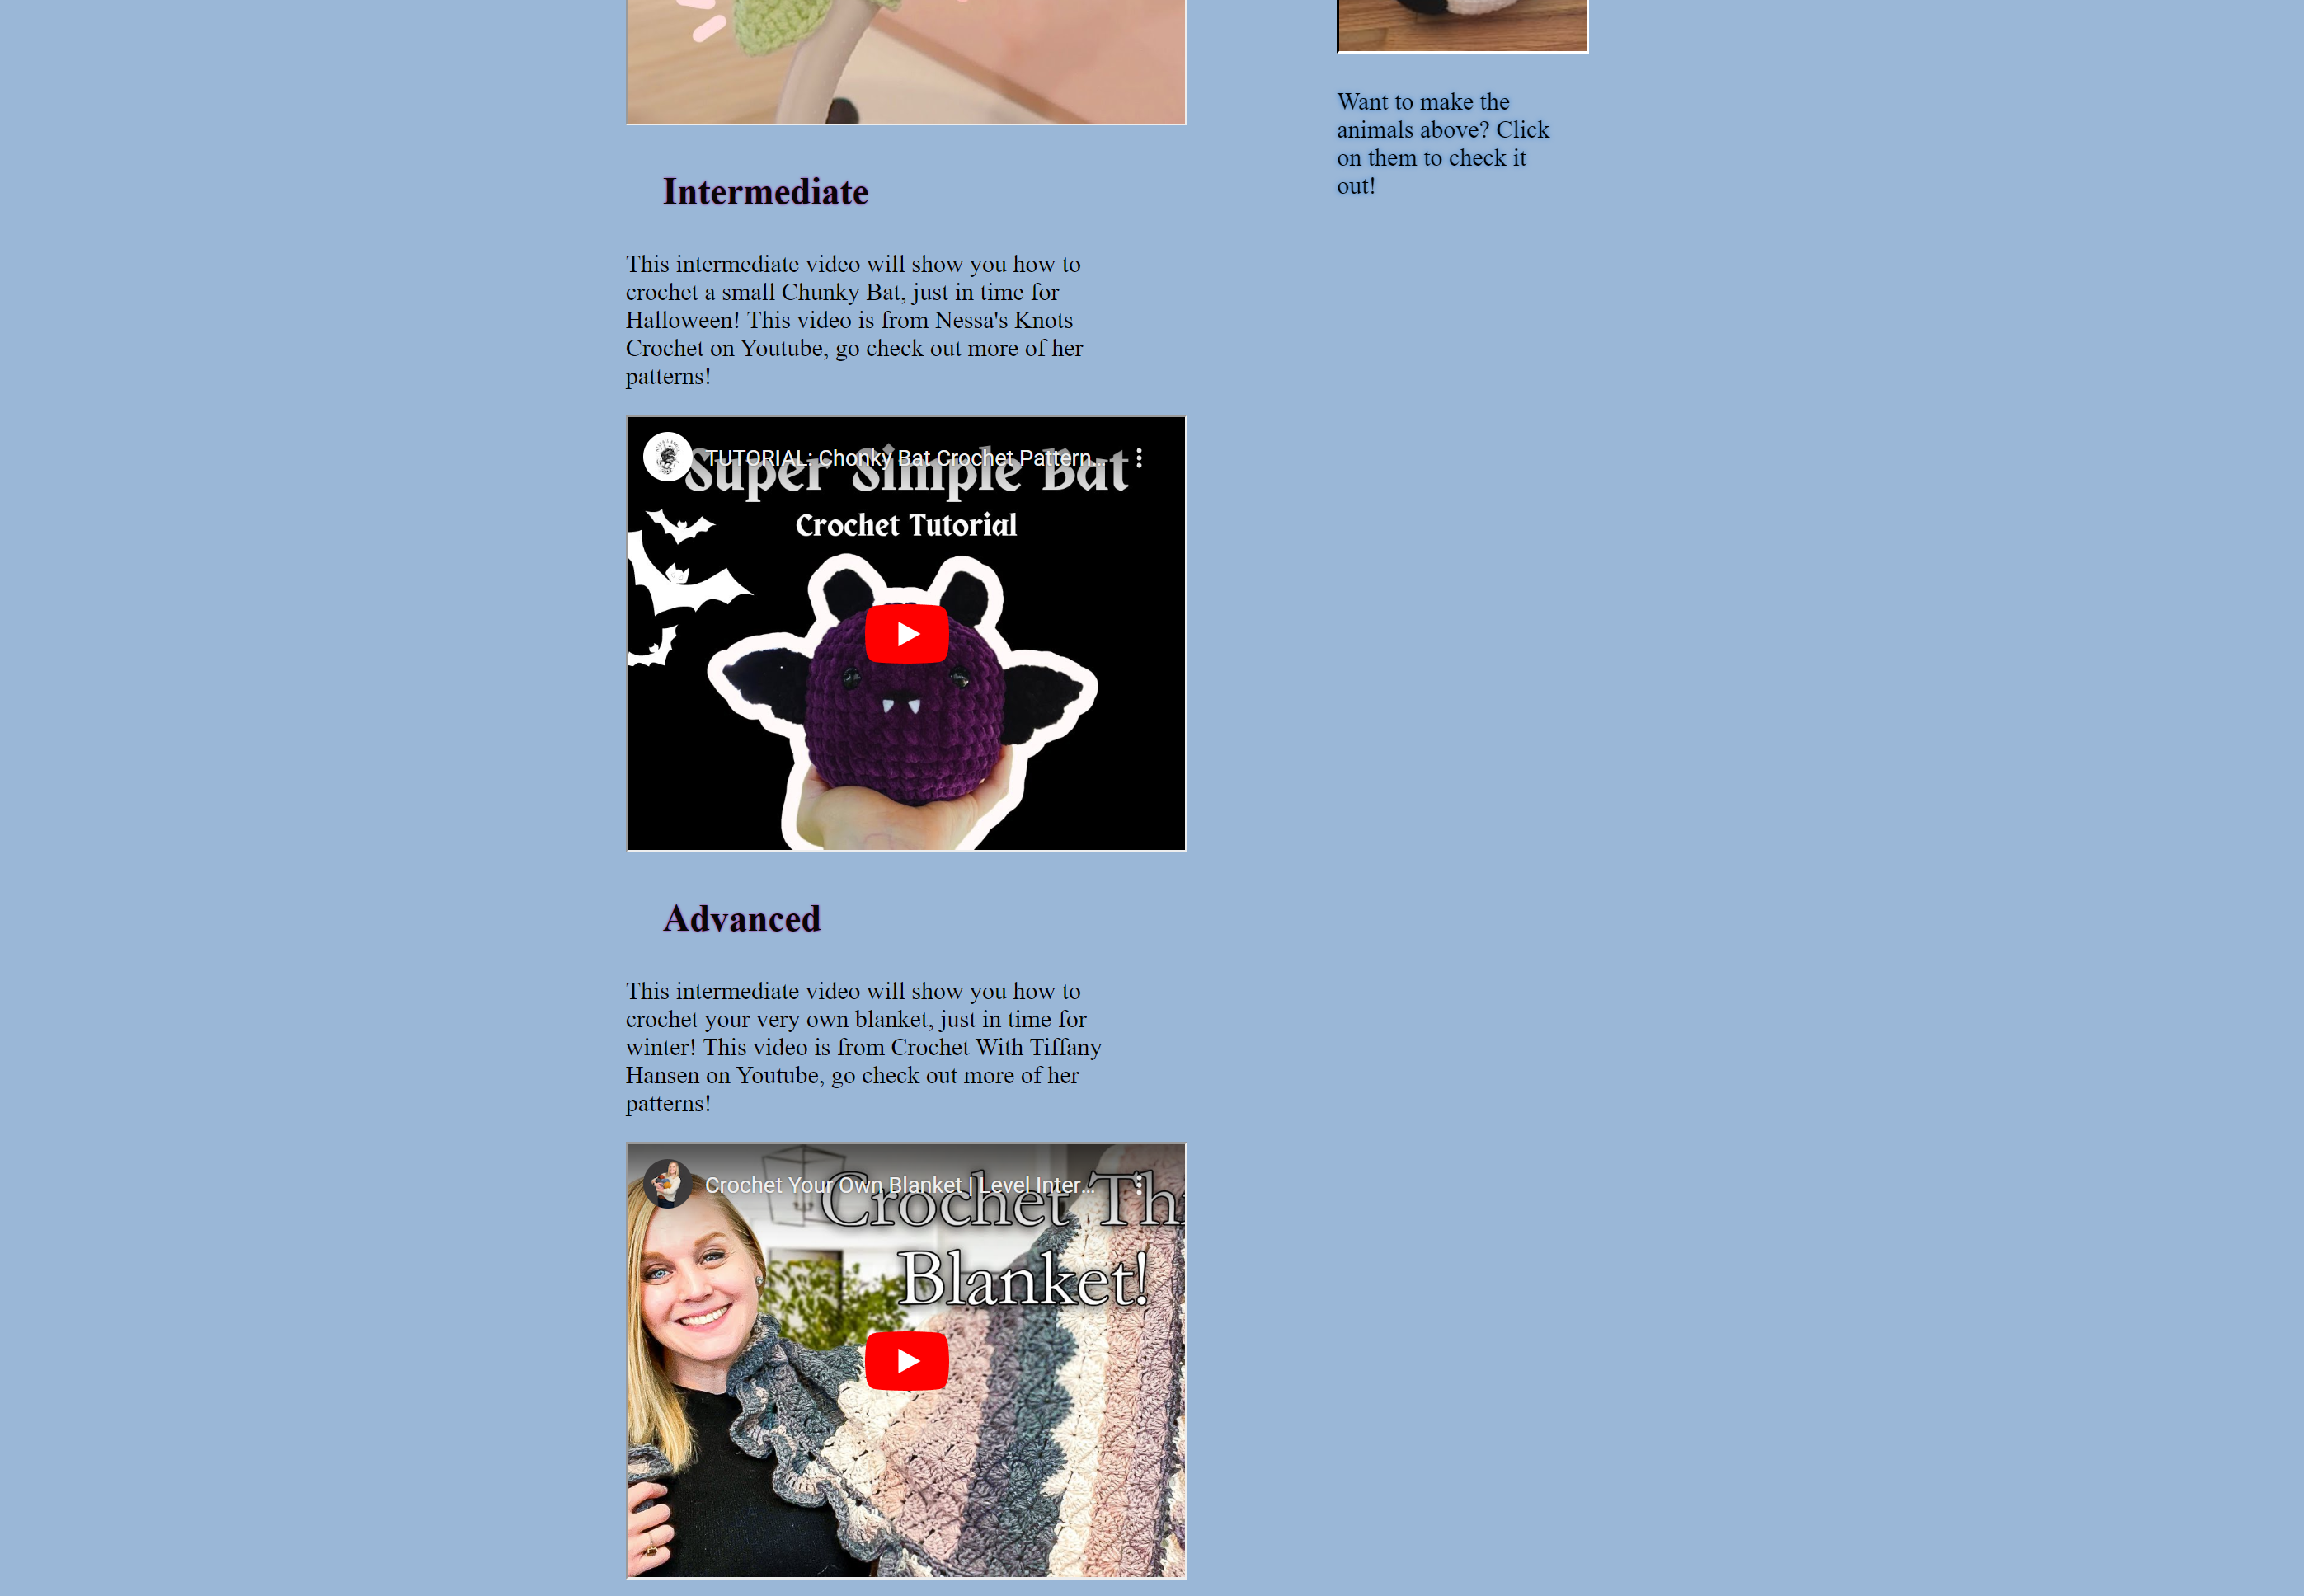 Want to make the
animals above? Click
on them to check it
out!
Intermediate
This intermediate video will show you how to
crochet a small Chunky Bat, just in time for
Halloween! This video is from Nessa's Knots
Crochet on Youtube, go check out more of her
patterns!
TUTORIAL: Chonky Bat Crochet Pattern...
Super Simple Bat
Crochet Tutorial
Advanced
This intermediate video will show you how to
crochet your very own blanket, just in time for
winter! This video is from Crochet With Tiffany
Hansen on Youtube, go check out more of her
patterns!
Crochet Your Own Blanket | Level Inter...
Crochet Thi
Blanket!